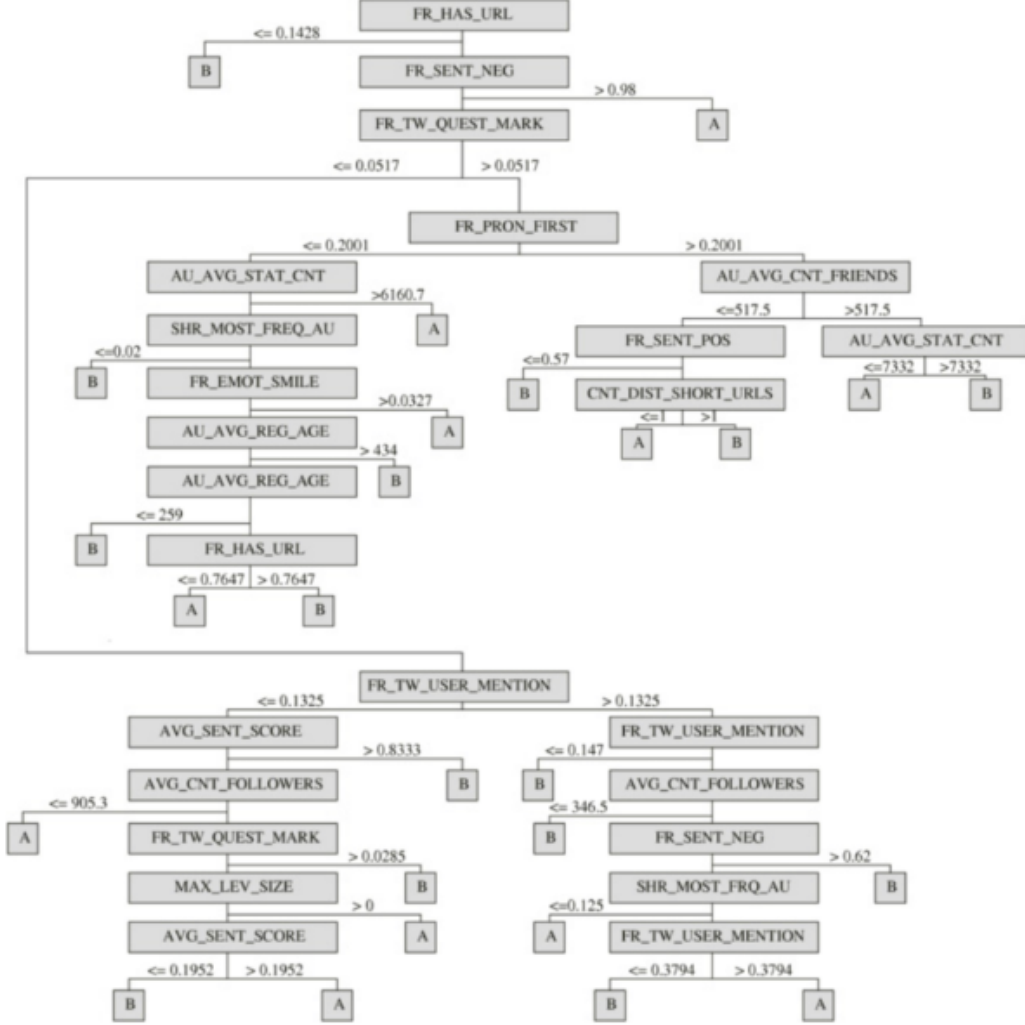 FR_HAS_URL
<= 0.1428
B
FR_SENT_NEG
> 0.98
FR_TW_QUEST_MARK
A
<= 0.0517 > 0.0517
FR_PRON_FIRST
<= 0.2001 > 0.2001
AU_AVG_STAT_CNT AU_AVG_CNT_FRIENDS
>6160.7 <=517.5 >517.5
SHR_MOST_FREQ_AU A FR_SENT_POS AU_AVG_STAT_CNT
<=0.02 <=0.57 <=7332 >7332
B FR_EMOT_SMILE B CNT_DIST_SHORT_URLS A B
>0.0327 <=1 >1
AU_AVG_REG_AGE A A B
> 434
AU_AVG_REG_AGE B
<= 259
B FR_HAS_URL
<= 0.7647 > 0.7647
A B
FR_TW_USER_MENTION
<= 0.1325 > 0.1325
AVG_SENT_SCORE FR_TW_USER_MENTION
> 0.8333 <= 0.147
AVG_CNT_FOLLOWERS B B AVG_CNT_FOLLOWERS
<= 905.3 <= 346.5
A FR_TW_QUEST_MARK B FR_SENT_NEG
> 0.0285 > 0.62
MAX_LEV_SIZE B SHR_MOST_FRQ_AU B
> 0 <=0.125
AVG_SENT_SCORE A A FR_TW_USER_MENTION
<= 0.1952 > 0.1952 <= 0.3794 > 0.3794
B A B A